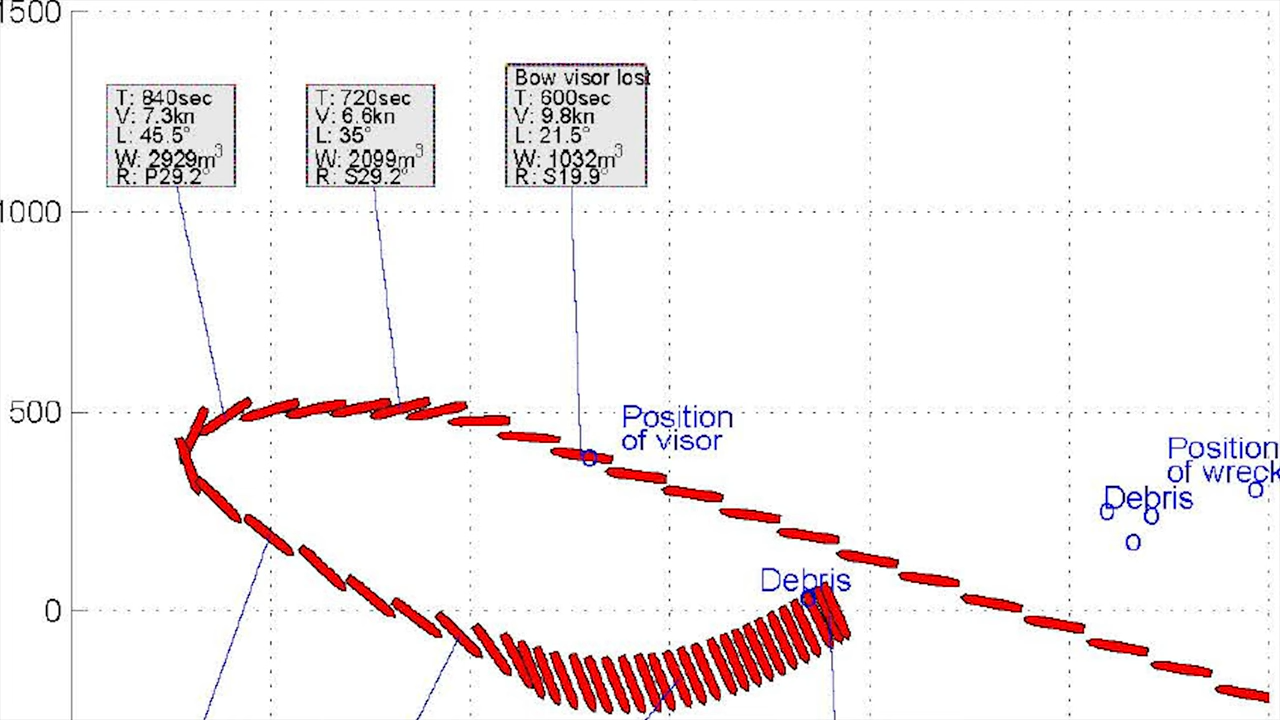 1500
Bow visor lost
T: 840sec
V: 7.3kn
L: 45.5°
W: 2929m³
R: P29.2°
T: 720sec
V: 6.6kn
L: 35°
W: 2099m³
R: S29.2°
T: 600sec
V: 9.8kn
L: 21.5°
W: 1032m³
R: S19.9°
1000
500
Position
of visor
Position
of wreck
Debris
Debris
0